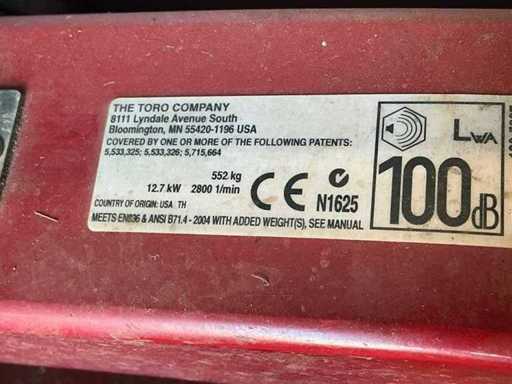 THE TORO COMPANY
8111 Lyndale Avenue South
Bloomington, MN 55420-1196 USA
COVERED BY ONE OR MORE OF THE FOLLOWING PATENTS:
5,533,325; 5,533,326; 5,715,664
552 kg
12.7 kW 2800 1/min
CE N1625
COUNTRY OF ORIGIN: USA TH
MEETS EN836 & ANSI B71.4 - 2004 WITH ADDED WEIGHT(S), SEE MANUAL
LWA
100dB